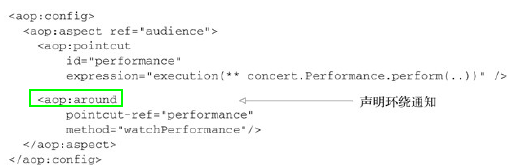 <aop:config>
<aop:aspect ref="audience">
<aop:pointcut
id="performance"
expression="execution(** concert.Performance.perform(..))" />
<aop:around 声明环绕通知
pointcut-ref="performance"
method="watchPerformance"/>
</aop:aspect>
</aop:config>